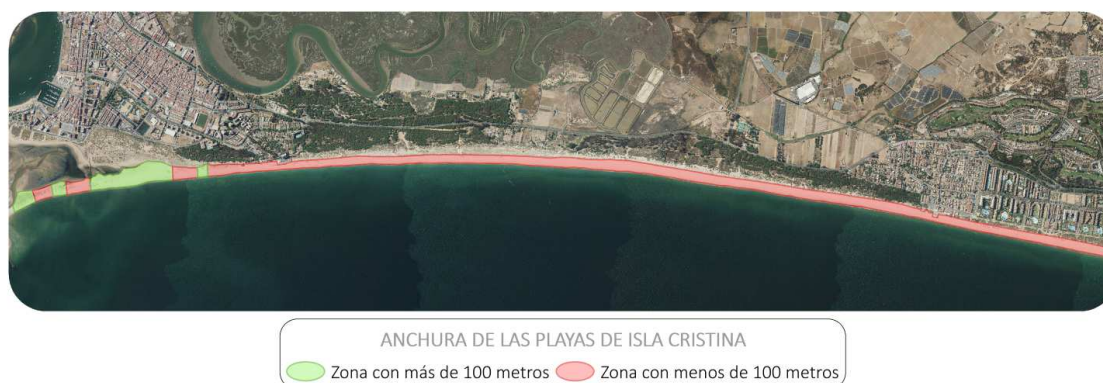 ANCHURA DE LAS PLAYAS DE ISLA CRISTINA
Zona con más de 100 metros Zona con menos de 100 metros